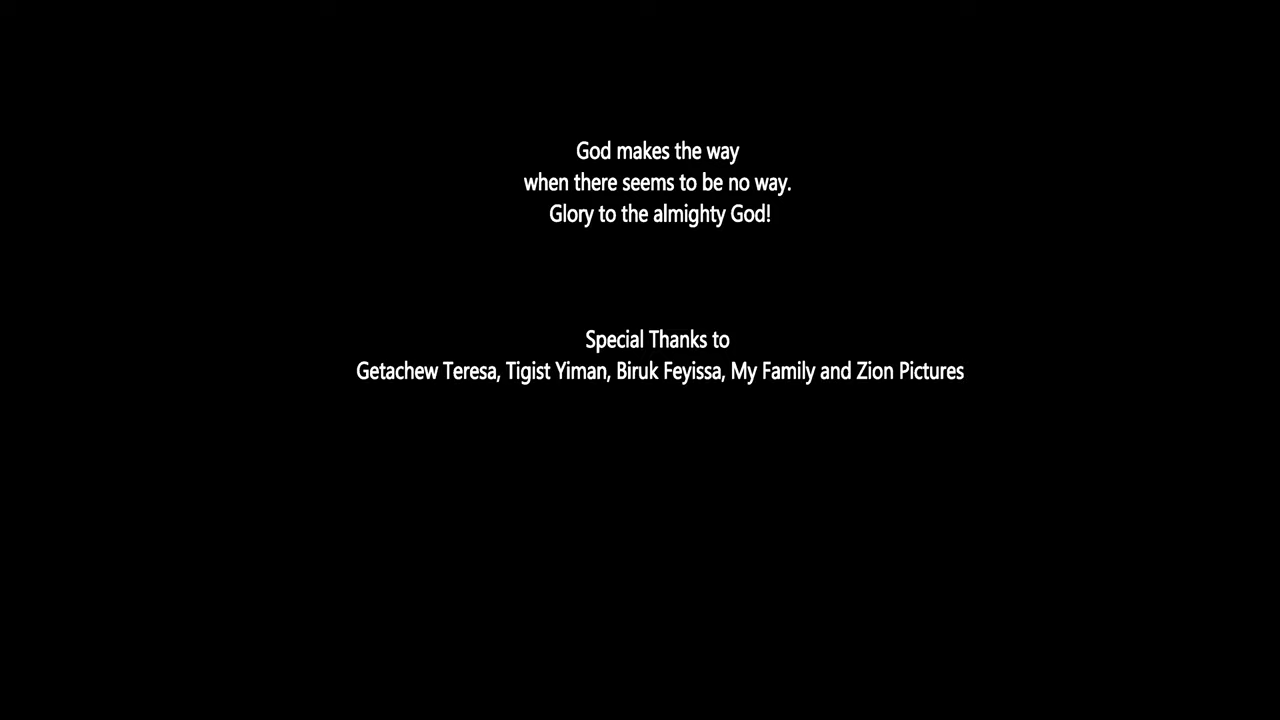 God makes the way
when there seems to be no way.
Glory to the almighty God!
Special Thanks to
Getachew Teresa, Tigist Yiman, Biruk Feyissa, My Family and Zion Pictures